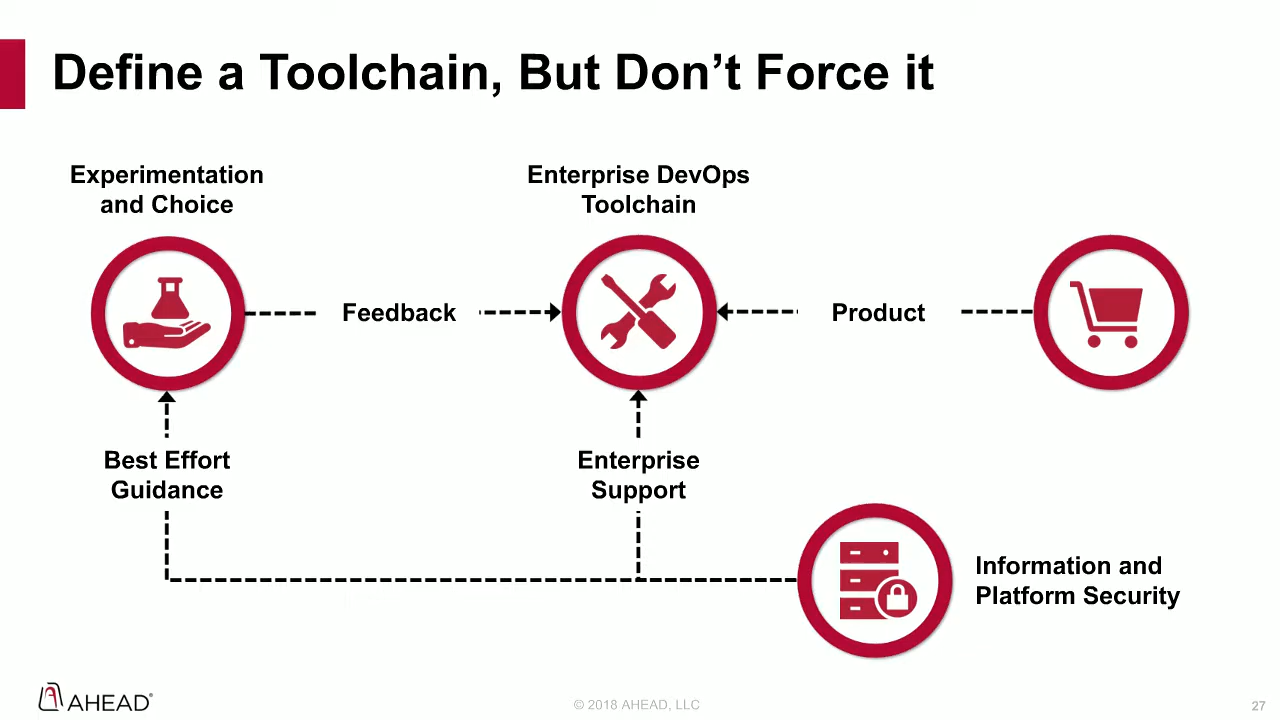 Define a Toolchain, But Don’t Force it
Experimentation
and Choice
Enterprise DevOps
Toolchain
Feedback
Product
Best Effort
Guidance
Enterprise
Support
Information and
Platform Security
AHEAD®
© 2018 AHEAD, LLC
27